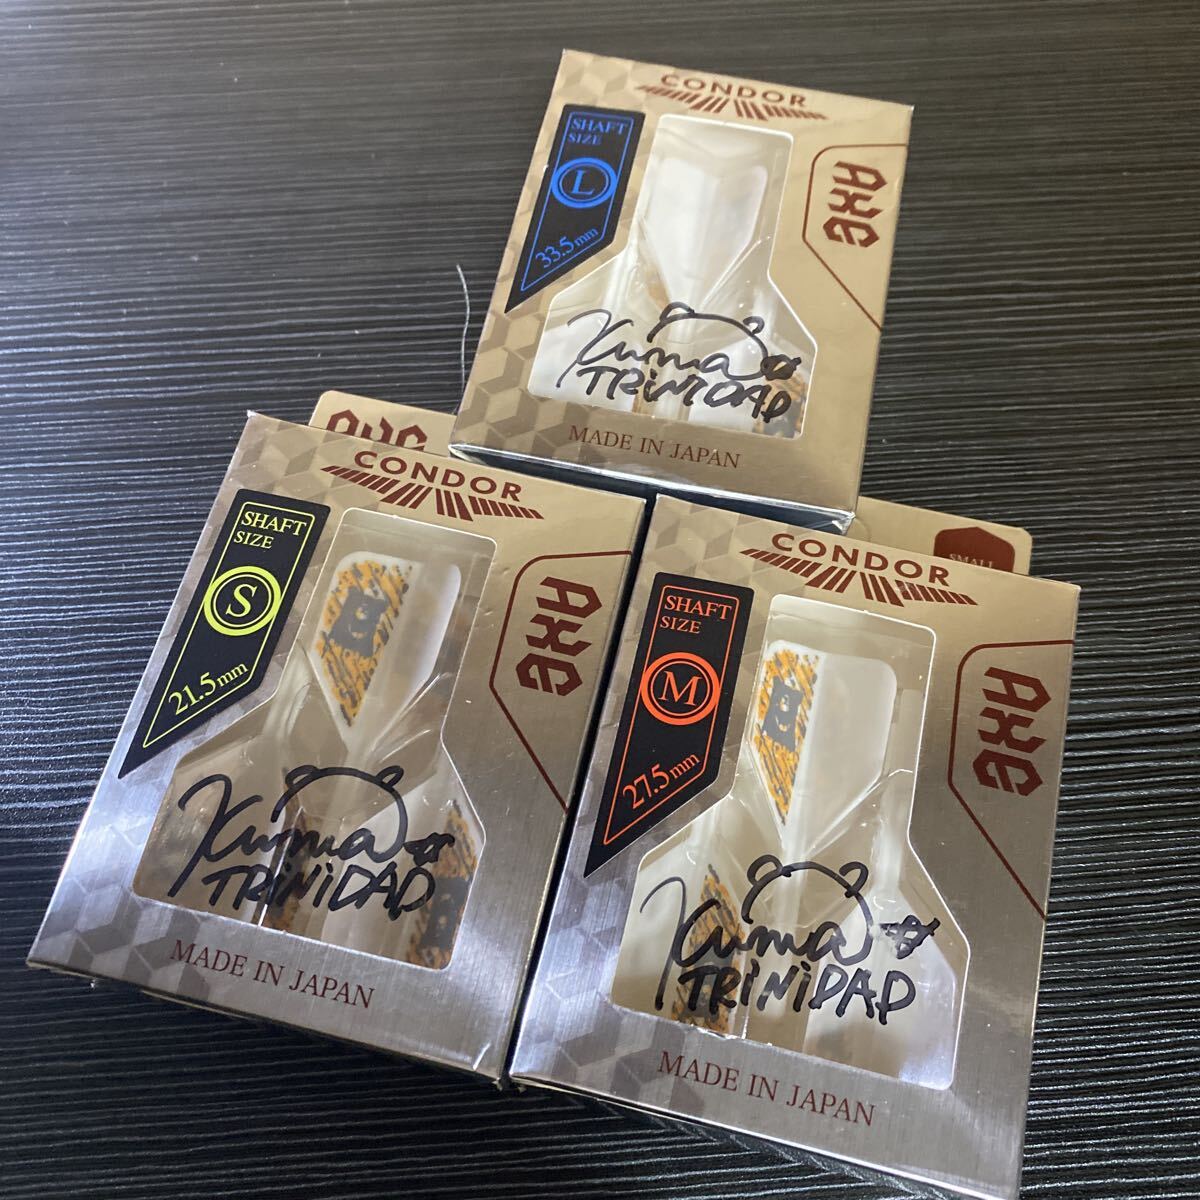 CONDOR
SHAFT
SIZE
L
33.5mm
AXE
Kuma
TRiNiDAD
MADE IN JAPAN
AXE
CONDOR
SHAFT
SIZE
S
21.5mm
AXE
Kuma
TRiNiDAD
MADE IN JAPAN
SMALL
CONDOR
SHAFT
SIZE
M
27.5mm
AXE
Kuma
TRiNiDAD
MADE IN JAPAN